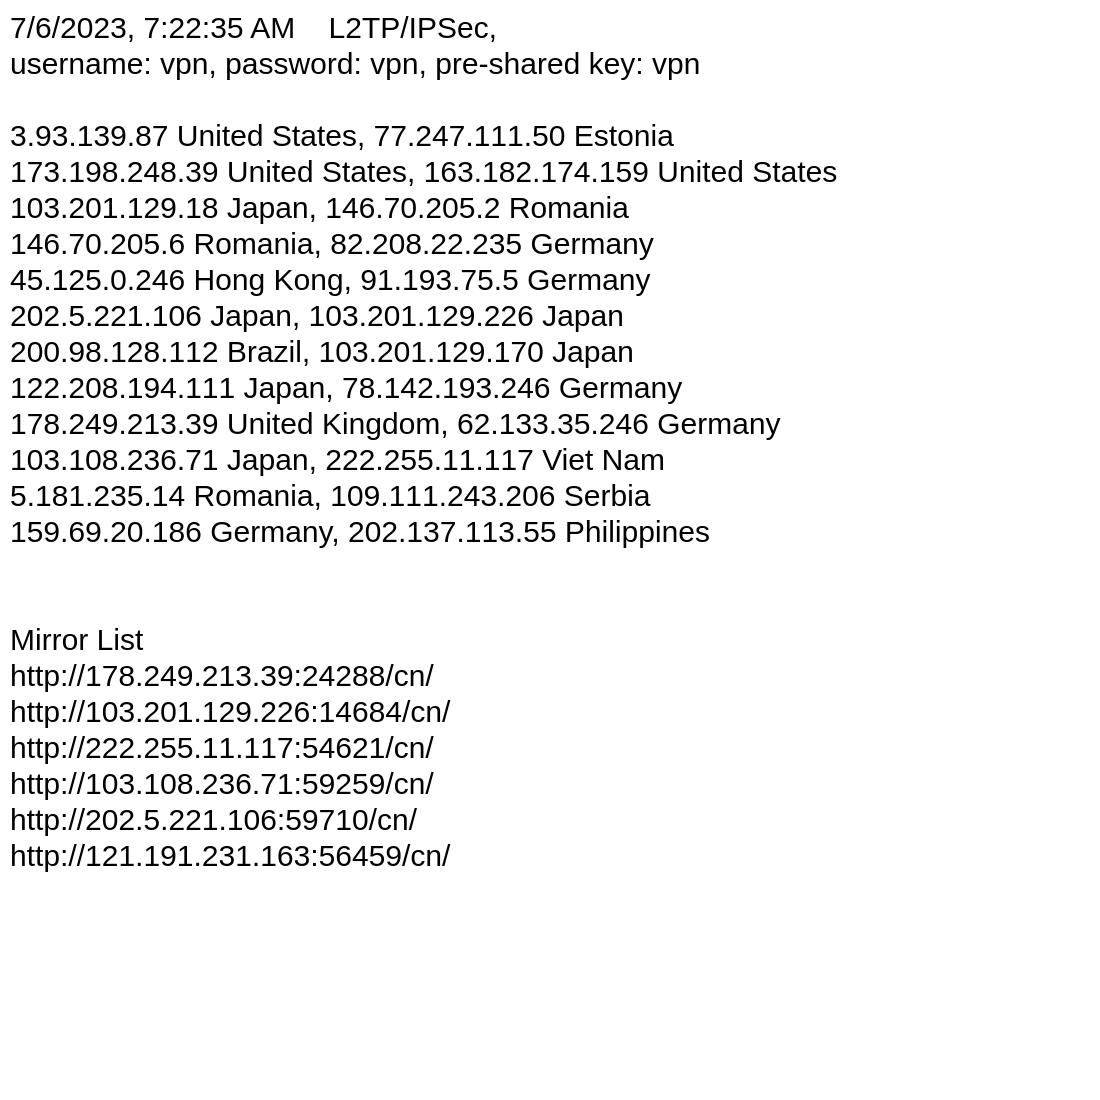 7/6/2023, 7:22:35 AM    L2TP/IPSec,
username: vpn, password: vpn, pre-shared key: vpn
3.93.139.87 United States, 77.247.111.50 Estonia
173.198.248.39 United States, 163.182.174.159 United States
103.201.129.18 Japan, 146.70.205.2 Romania
146.70.205.6 Romania, 82.208.22.235 Germany
45.125.0.246 Hong Kong, 91.193.75.5 Germany
202.5.221.106 Japan, 103.201.129.226 Japan
200.98.128.112 Brazil, 103.201.129.170 Japan
122.208.194.111 Japan, 78.142.193.246 Germany
178.249.213.39 United Kingdom, 62.133.35.246 Germany
103.108.236.71 Japan, 222.255.11.117 Viet Nam
5.181.235.14 Romania, 109.111.243.206 Serbia
159.69.20.186 Germany, 202.137.113.55 Philippines
Mirror List
http://178.249.213.39:24288/cn/
http://103.201.129.226:14684/cn/
http://222.255.11.117:54621/cn/
http://103.108.236.71:59259/cn/
http://202.5.221.106:59710/cn/
http://121.191.231.163:56459/cn/